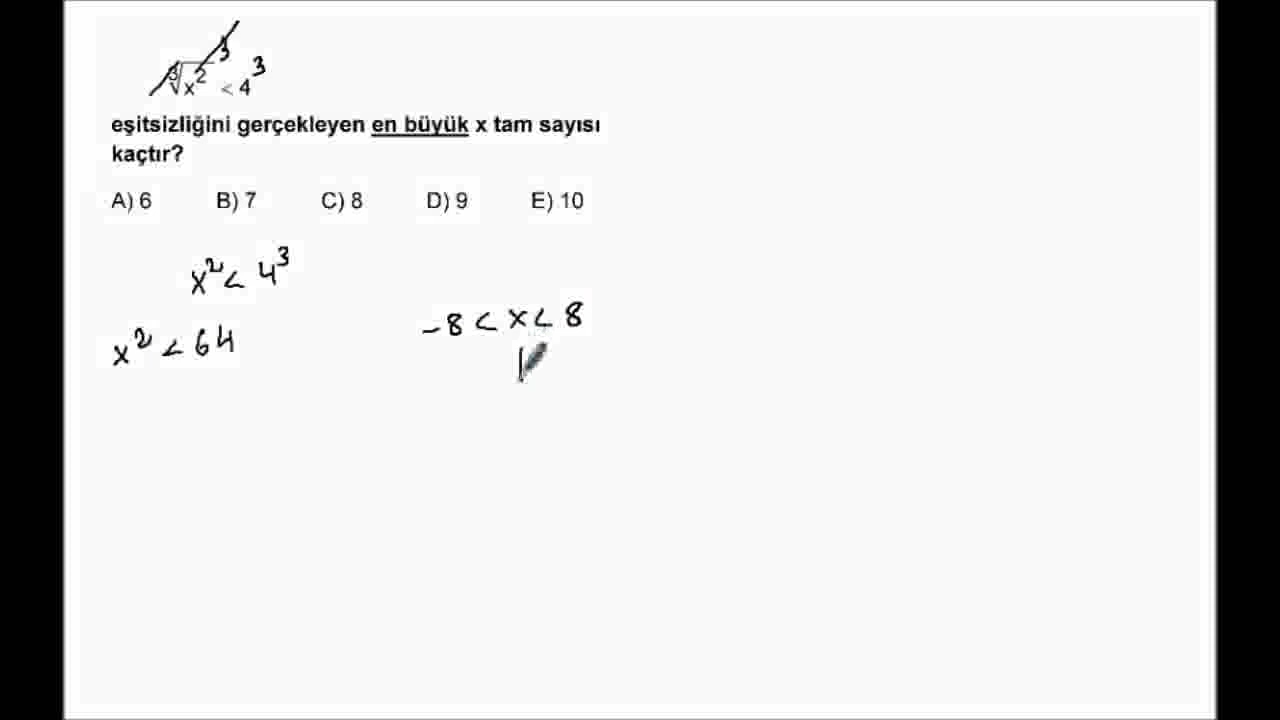 ∛x² ³ < 4 ³
eşitsizliğini gerçekleyen en büyük x tam sayısı
kaçtır?
A) 6 B) 7 C) 8 D) 9 E) 10
x² < 4³
x² < 64
-8 < x < 8